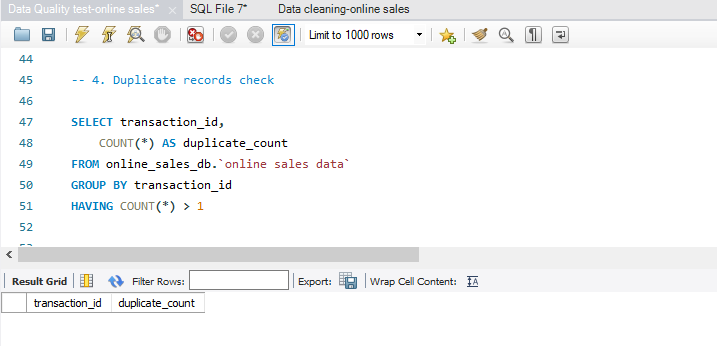 Data Quality test-online sales* SQL File 7* Data cleaning-online sales
Limit to 1000 rows
44
45 -- 4. Duplicate records check
46
47 SELECT transaction_id,
48 COUNT(*) AS duplicate_count
49 FROM online_sales_db.`online sales data`
50 GROUP BY transaction_id
51 HAVING COUNT(*) > 1
52
Result Grid Filter Rows: Export: Wrap Cell Content:
transaction_id duplicate_count